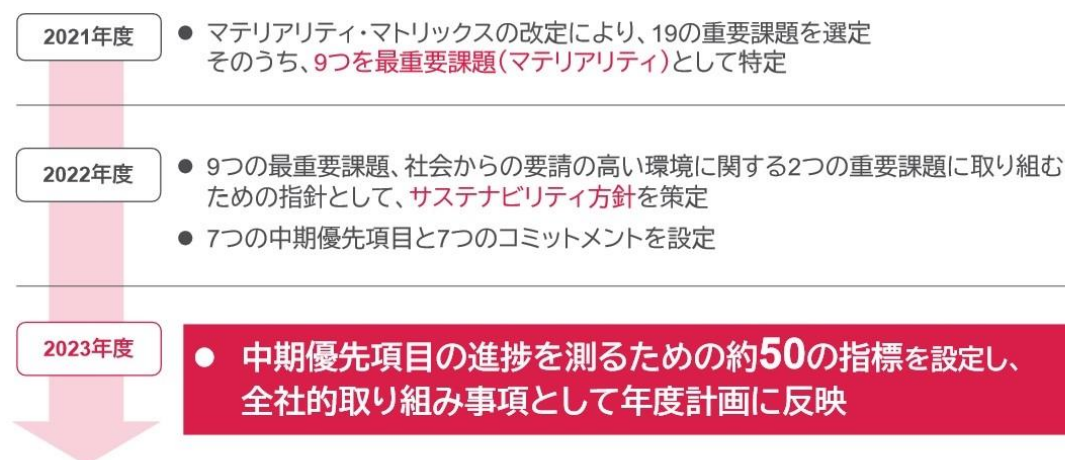 2021年度
● マテリアリティ・マトリックスの改定により、19の重要課題を選定
そのうち、9つを最重要課題(マテリアリティ)として特定
2022年度
● 9つの最重要課題、社会からの要請の高い環境に関する2つの重要課題に取り組む
ための指針として、サステナビリティ方針を策定
● 7つの中期優先項目と7つのコミットメントを設定
2023年度
● 中期優先項目の進捗を測るための約50の指標を設定し、
全社的取り組み事項として年度計画に反映